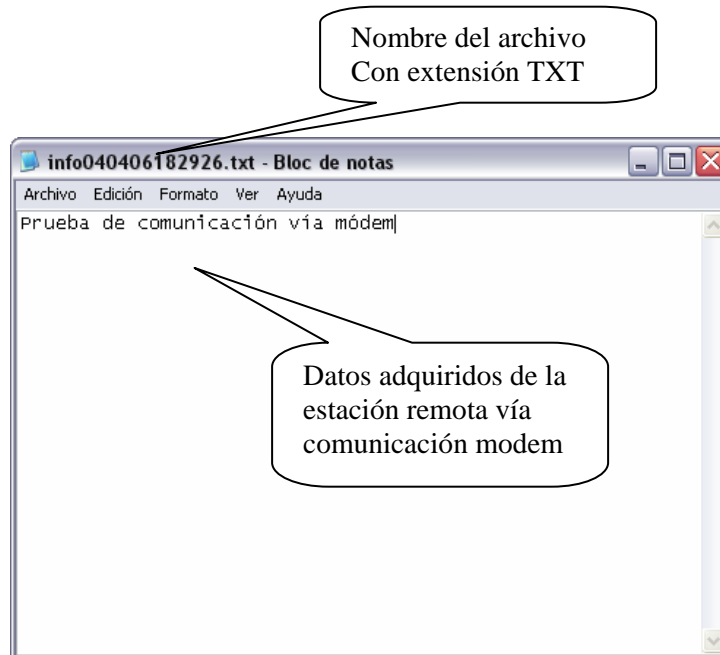 Nombre del archivo
Con extensión TXT
info040406182926.txt - Bloc de notas
Archivo Edición Formato Ver Ayuda
Prueba de comunicación vía módem
Datos adquiridos de la
estación remota vía
comunicación modem